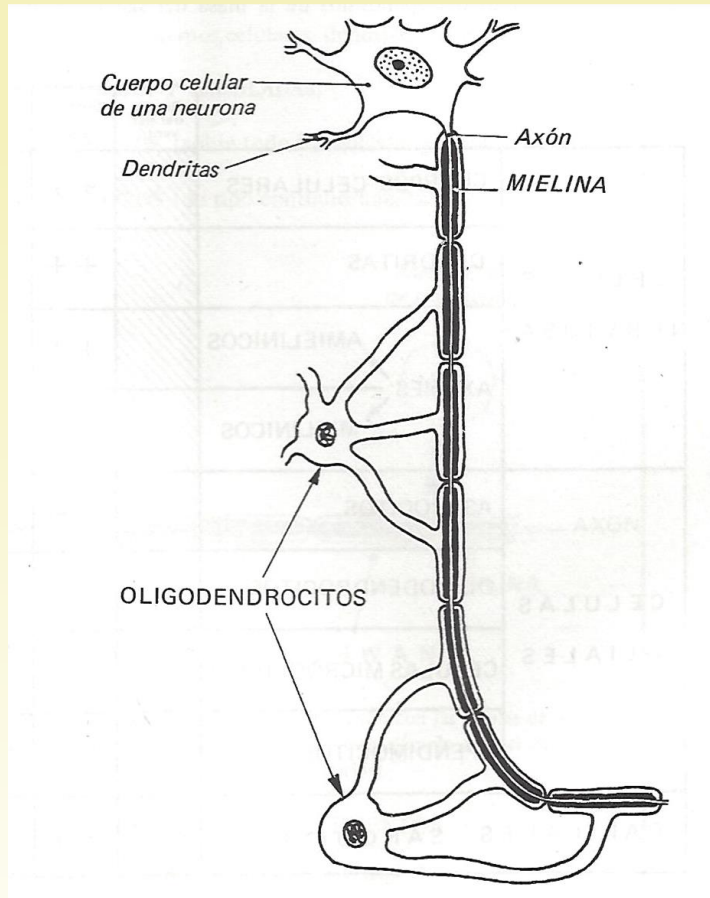 Cuerpo celular
de una neurona
Axón
Dendritas
MIELINA
OLIGODENDROCITOS